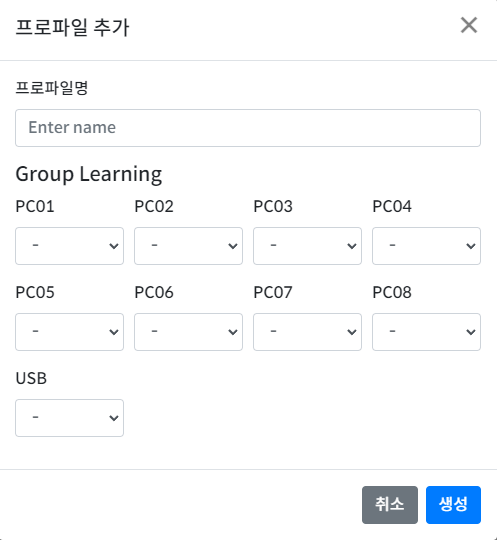 프로파일 추가
프로파일명
Enter name
Group Learning
PC01 PC02 PC03 PC04
- - - -
PC05 PC06 PC07 PC08
- - - -
USB
-
취소 생성